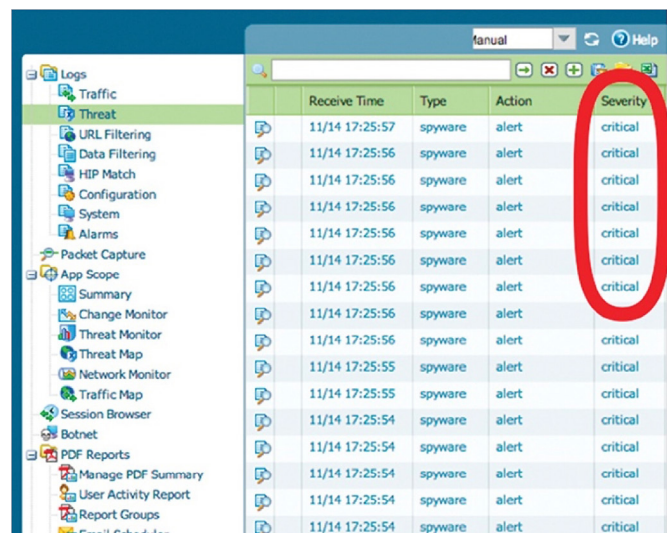 Manual
Help
Logs
Traffic
Threat
URL Filtering
Data Filtering
HIP Match
Configuration
System
Alarms
Packet Capture
App Scope
Summary
Change Monitor
Threat Monitor
Threat Map
Network Monitor
Traffic Map
Session Browser
Botnet
PDF Reports
Manage PDF Summary
User Activity Report
Report Groups
Email Scheduler
Receive Time Type Action Severity
11/14 17:25:57 spyware alert critical
11/14 17:25:56 spyware alert critical
11/14 17:25:56 spyware alert critical
11/14 17:25:56 spyware alert critical
11/14 17:25:56 spyware alert critical
11/14 17:25:56 spyware alert critical
11/14 17:25:56 spyware alert critical
11/14 17:25:56 spyware alert
11/14 17:25:56 spyware alert critical
11/14 17:25:55 spyware alert critical
11/14 17:25:55 spyware alert critical
11/14 17:25:54 spyware alert critical
11/14 17:25:54 spyware alert critical
11/14 17:25:54 spyware alert critical
11/14 17:25:54 spyware alert critical
11/14 17:25:54 spyware alert critical